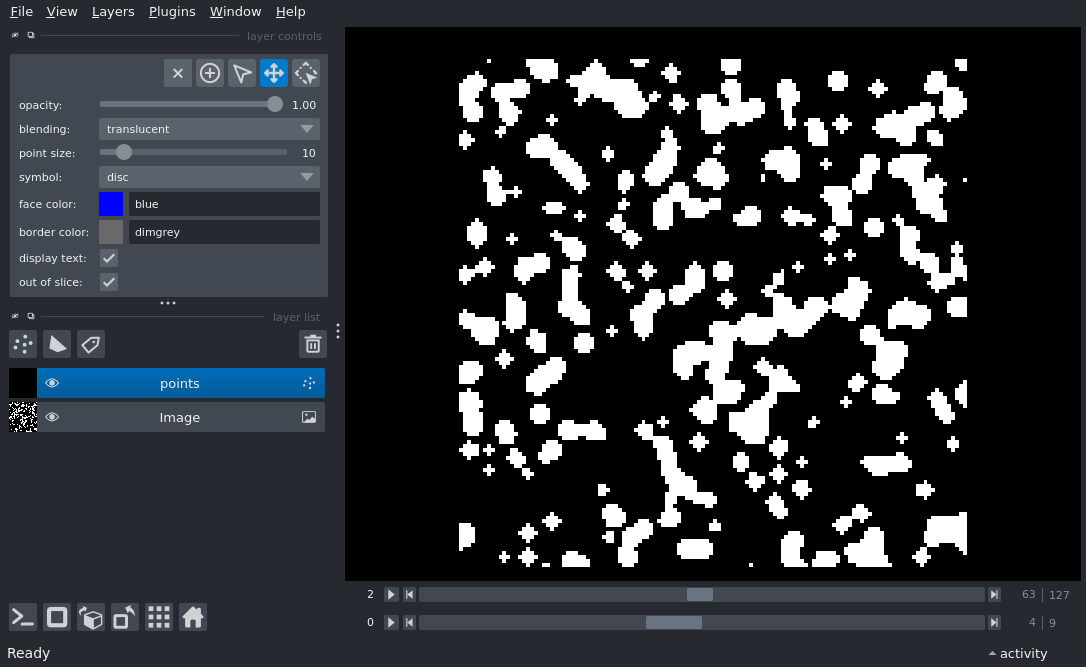 File View Layers Plugins Window Help
layer controls
opacity: 1.00
blending: translucent
point size: 10
symbol: disc
face color: blue
border color: dimgrey
display text:
out of slice:
layer list
points
Image
2 63 | 127
0 4 | 9
Ready activity